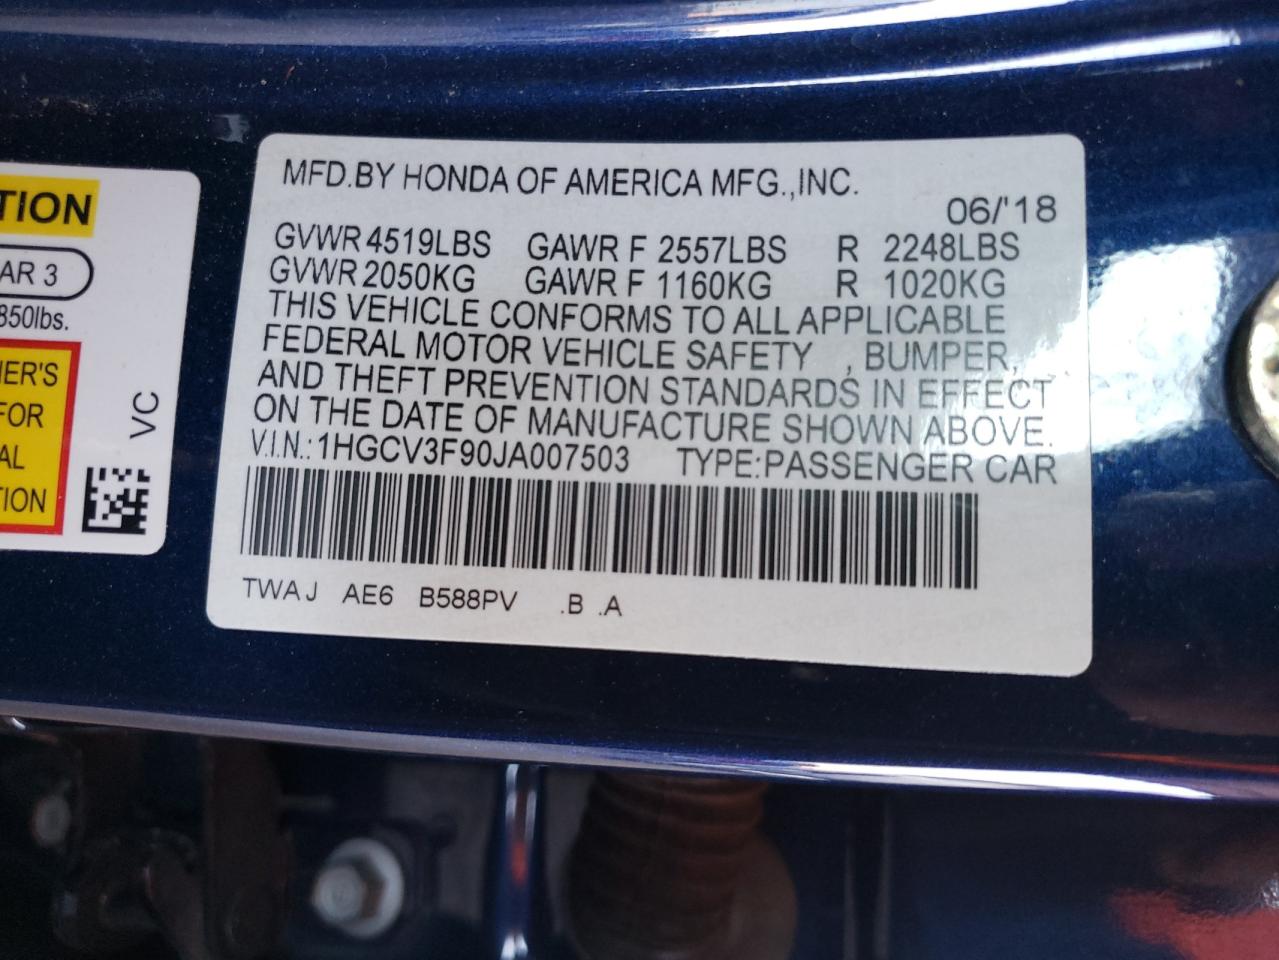 TION
AR 3
850lbs.
IER'S
FOR
AL
TION
VC
MFD.BY HONDA OF AMERICA MFG.,INC.
06/'18
GVWR 4519LBS GAWR F 2557LBS R 2248LBS
GVWR 2050KG GAWR F 1160KG R 1020KG
THIS VEHICLE CONFORMS TO ALL APPLICABLE
FEDERAL MOTOR VEHICLE SAFETY , BUMPER,
AND THEFT PREVENTION STANDARDS IN EFFECT
ON THE DATE OF MANUFACTURE SHOWN ABOVE.
V.I.N.:1HGCV3F90JA007503 TYPE:PASSENGER CAR
TWAJ AE6 B588PV .B .A